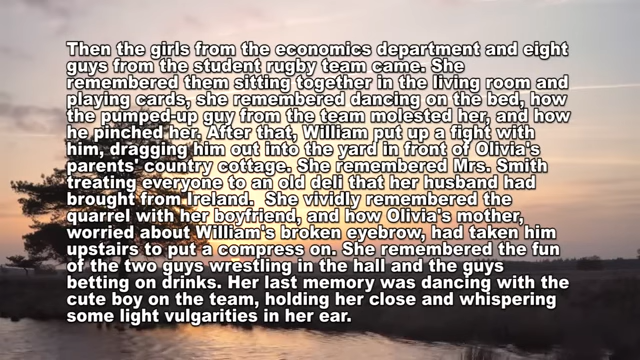 Then the girls from the economics department and eight
guys from the student rugby team came. She
remembered them sitting together in the living room and
playing cards, she remembered dancing on the bed, how
the pumped-up guy from the team molested her, and how
he pinched her. After that, William put up a fight with
him, dragging him out into the yard in front of Olivia's
parents' country cottage. She remembered Mrs. Smith
treating everyone to an old deli that her husband had
brought from Ireland.  She vividly remembered the
quarrel with her boyfriend, and how Olivia's mother,
worried about William's broken eyebrow, had taken him
upstairs to put a compress on. She remembered the fun
of the two guys wrestling in the hall and the guys
betting on drinks. Her last memory was dancing with the
cute boy on the team, holding her close and whispering
some light vulgarities in her ear.